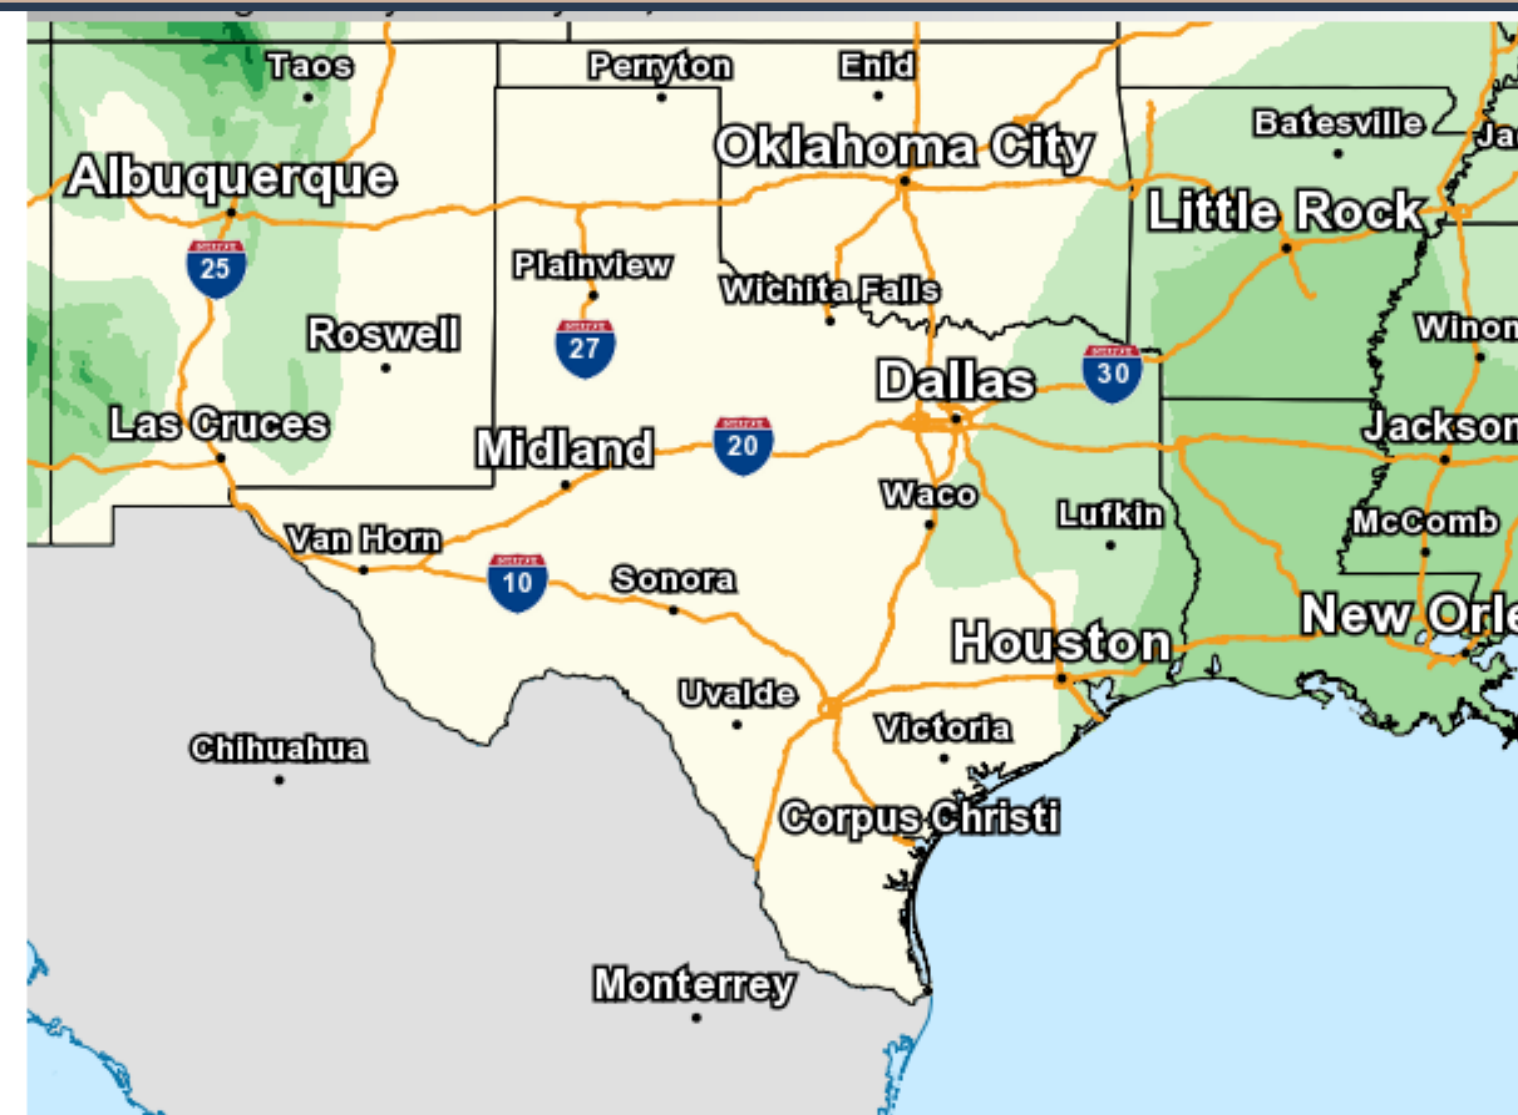 Taos
Perryton
Enid
Batesville
Oklahoma City
Albuquerque
Little Rock
25
Plainview
Wichita Falls
Roswell
27
Dallas
30
Las Cruces
Midland
20
Jackson
Waco
Lufkin
McComb
Van Horn
10
Sonora
New Orle
Houston
Uvalde
Victoria
Chihuahua
Corpus Christi
Monterrey
Winon
Ja